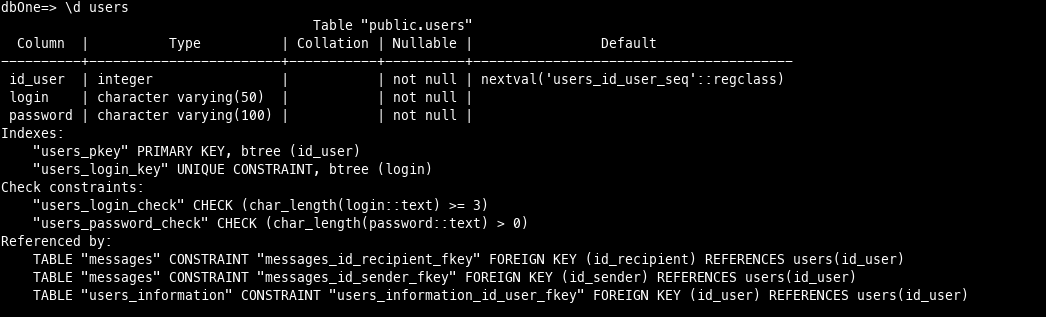 dbOne=> \d users
                                       Table "public.users"
  Column  |          Type          | Collation | Nullable |                Default
----------+------------------------+-----------+----------+----------------------------------------
 id_user  | integer                |           | not null | nextval('users_id_user_seq'::regclass)
 login    | character varying(50)  |           | not null |
 password | character varying(100) |           | not null |
Indexes:
    "users_pkey" PRIMARY KEY, btree (id_user)
    "users_login_key" UNIQUE CONSTRAINT, btree (login)
Check constraints:
    "users_login_check" CHECK (char_length(login::text) >= 3)
    "users_password_check" CHECK (char_length(password::text) > 0)
Referenced by:
    TABLE "messages" CONSTRAINT "messages_id_recipient_fkey" FOREIGN KEY (id_recipient) REFERENCES users(id_user)
    TABLE "messages" CONSTRAINT "messages_id_sender_fkey" FOREIGN KEY (id_sender) REFERENCES users(id_user)
    TABLE "users_information" CONSTRAINT "users_information_id_user_fkey" FOREIGN KEY (id_user) REFERENCES users(id_user)